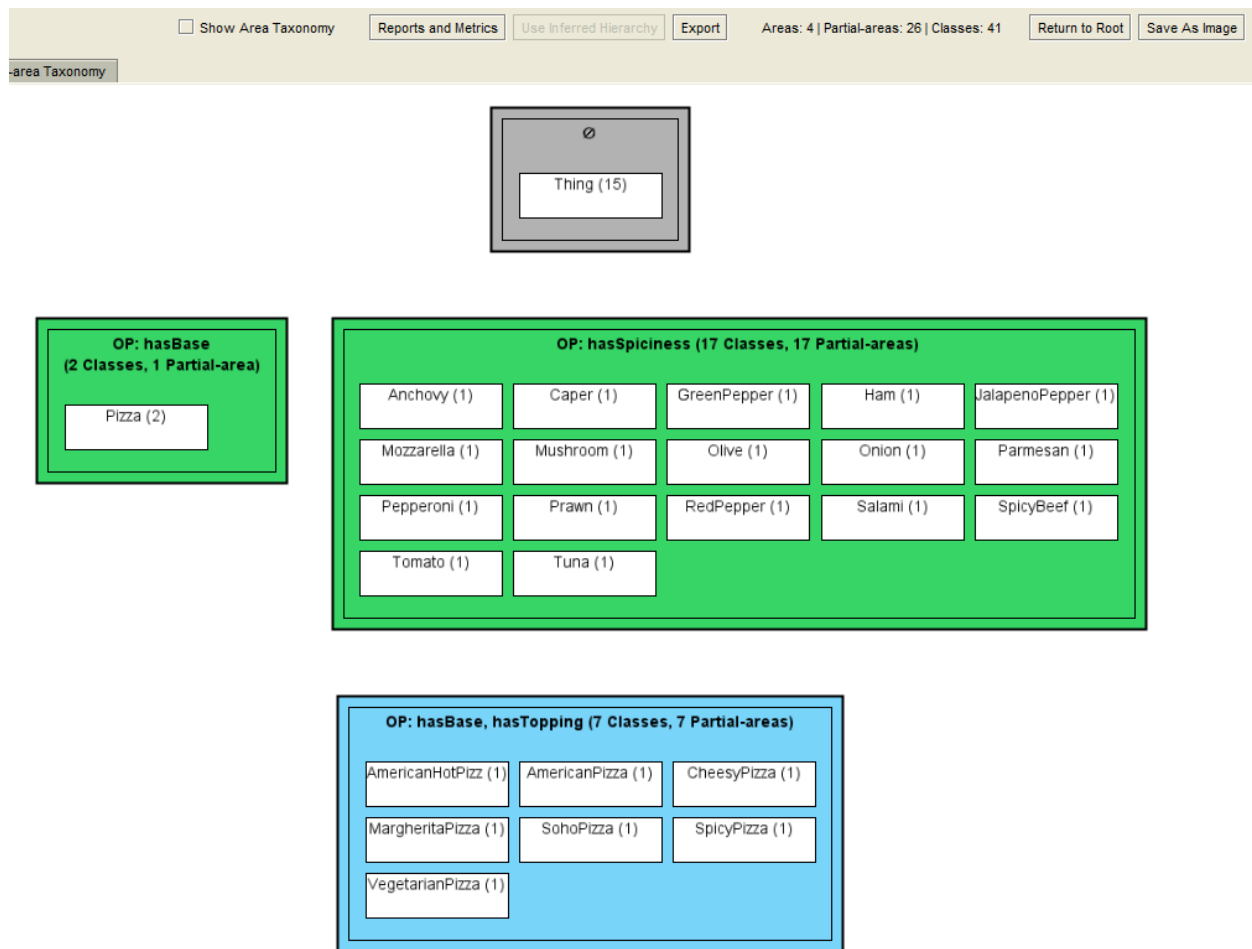 Show Area Taxonomy Reports and Metrics Use Inferred Hierarchy Export Areas: 4 | Partial-areas: 26 | Classes: 41 Return to Root Save As Image
-area Taxonomy
∅
Thing (15)
OP: hasBase
(2 Classes, 1 Partial-area)
Pizza (2)
OP: hasSpiciness (17 Classes, 17 Partial-areas)
Anchovy (1) Caper (1) GreenPepper (1) Ham (1) JalapenoPepper (1)
Mozzarella (1) Mushroom (1) Olive (1) Onion (1) Parmesan (1)
Pepperoni (1) Prawn (1) RedPepper (1) Salami (1) SpicyBeef (1)
Tomato (1) Tuna (1)
OP: hasBase, hasTopping (7 Classes, 7 Partial-areas)
AmericanHotPizz (1) AmericanPizza (1) CheesyPizza (1)
MargheritaPizza (1) SohoPizza (1) SpicyPizza (1)
VegetarianPizza (1)